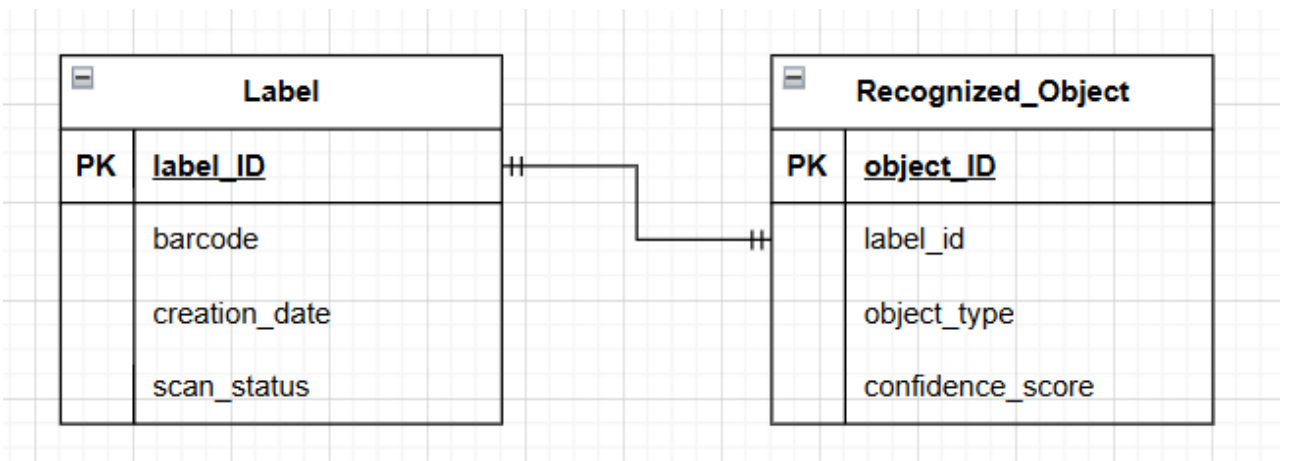 Label
PK label_ID
barcode
creation_date
scan_status
Recognized_Object
PK object_ID
label_id
object_type
confidence_score